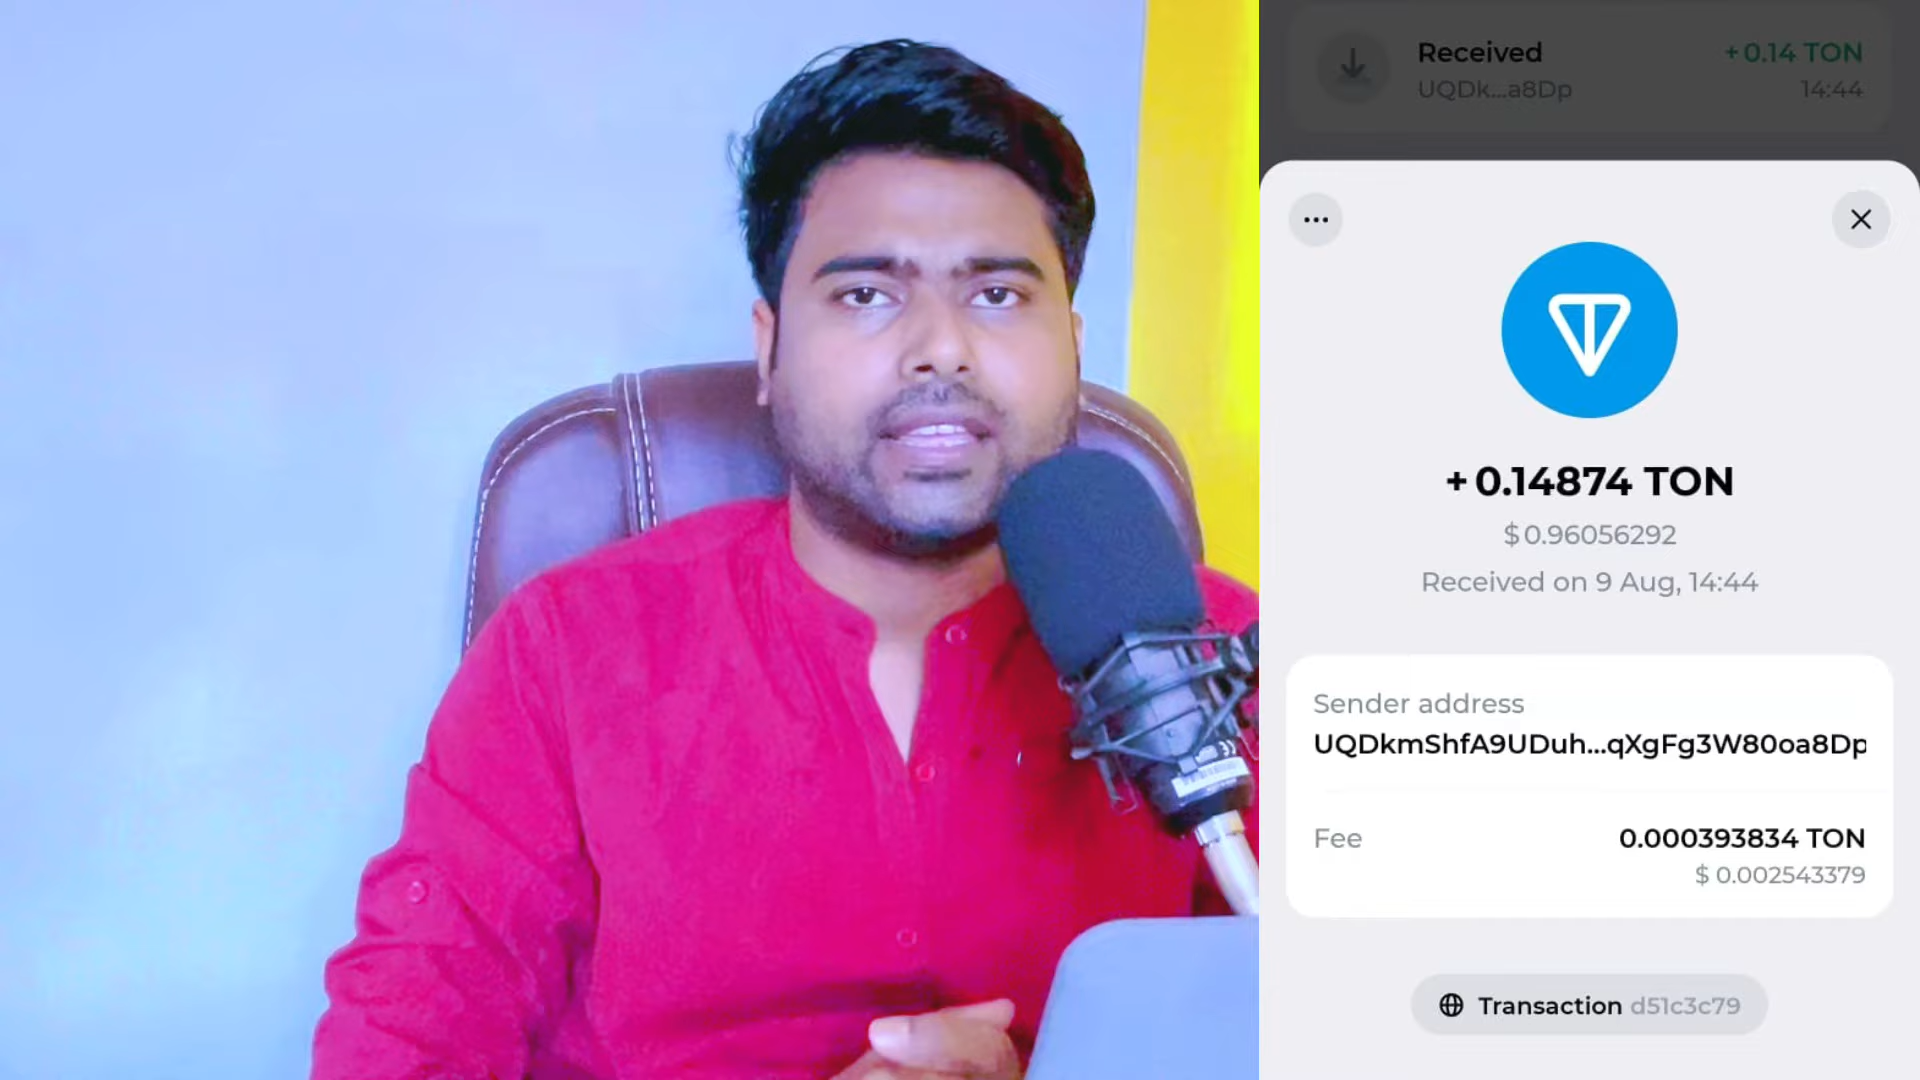 Received
+0.14 TON
UQDk...a8Dp
14:44
+0.14874 TON
$0.96056292
Received on 9 Aug, 14:44
Sender address
UQDkmShfA9UDuh...qXgFg3W80oa8Dp
Fee
0.000393834 TON
$ 0.002543379
Transaction d51c3c79